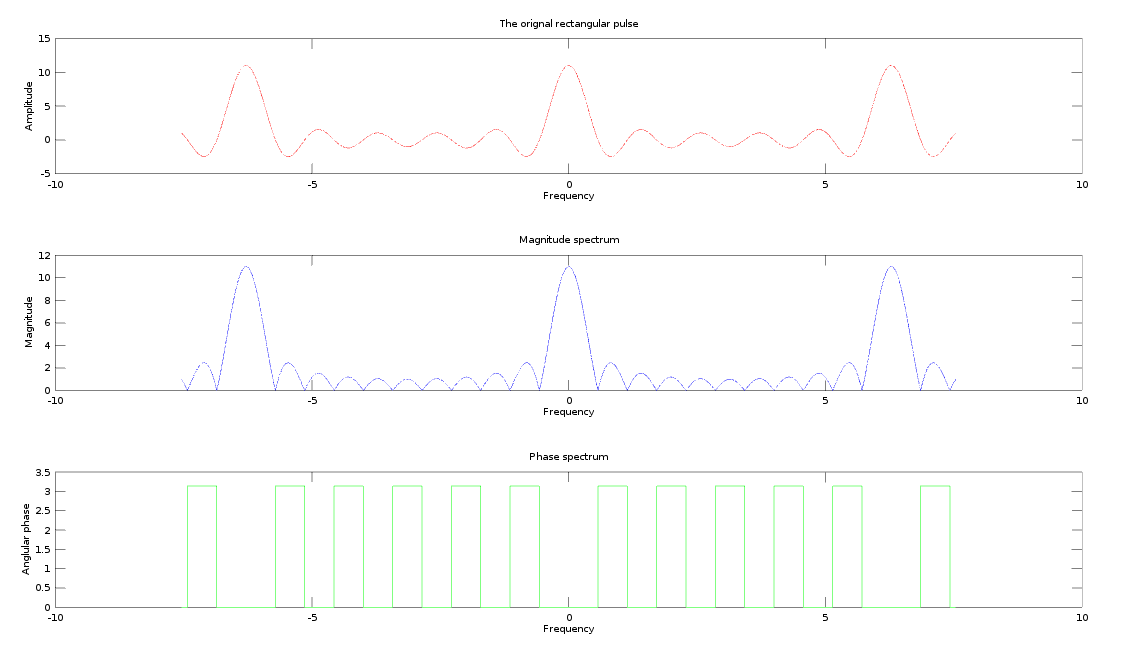 The orignal rectangular pulse
15
10
5
0
-5
Amplitude
-10 -5 0 5 10
Frequency
Magnitude spectrum
12
10
8
6
4
2
0
Magnitude
-10 -5 0 5 10
Frequency
Phase spectrum
3.5
3
2.5
2
1.5
1
0.5
0
Anglular phase
-10 -5 0 5 10
Frequency